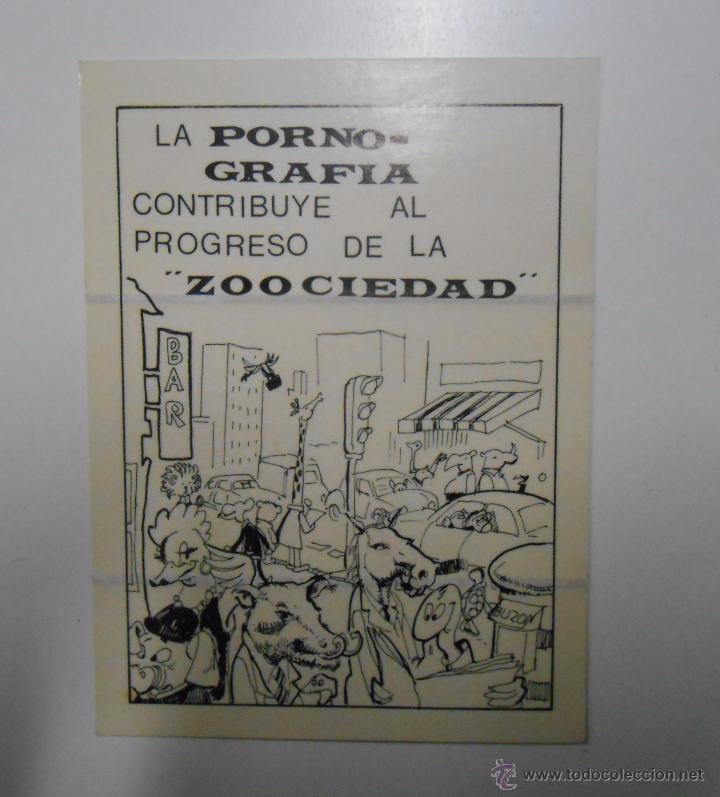 LA PORNO-
GRAFIA
CONTRIBUYE AL
PROGRESO DE LA
"ZOOCIEDAD"
BAR
BUZON
www.todocoleccion.net